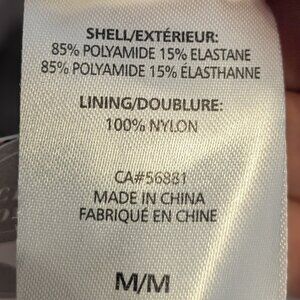 SHELL/EXTÉRIEUR:
85% POLYAMIDE 15% ELASTANE
85% POLYAMIDE 15% ÉLASTHANNE
LINING/DOUBLURE:
100% NYLON
CA#56881
MADE IN CHINA
FABRIQUÉ EN CHINE
M/M